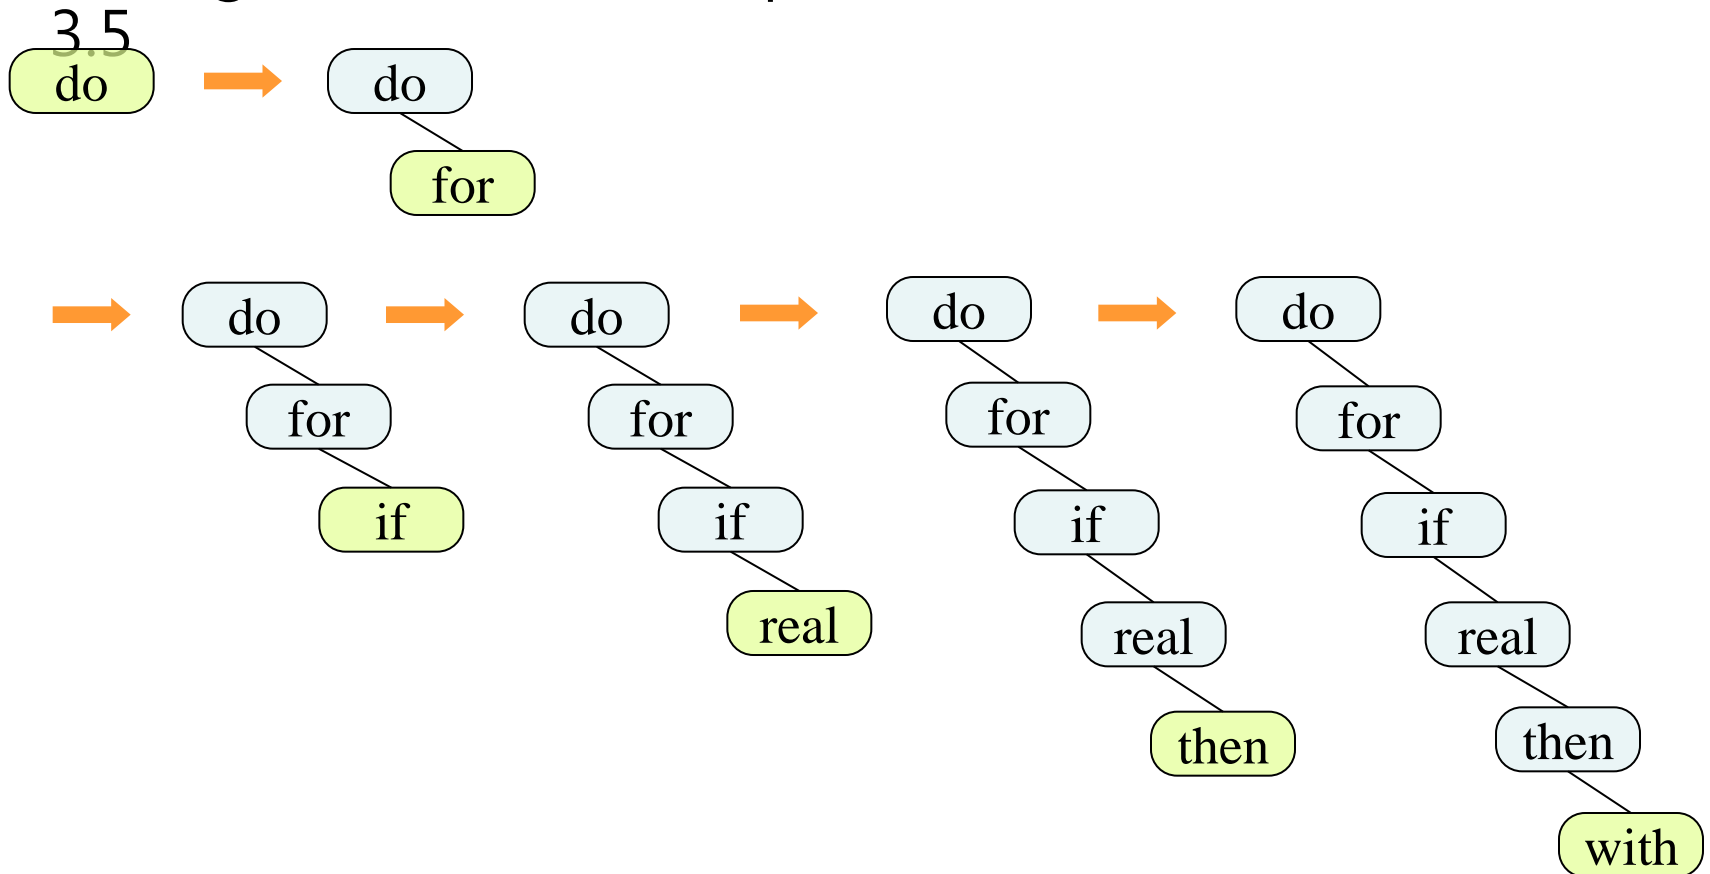 3.5
do
do
for
do
for
if
do
for
if
real
do
for
if
real
then
do
for
if
real
then
with